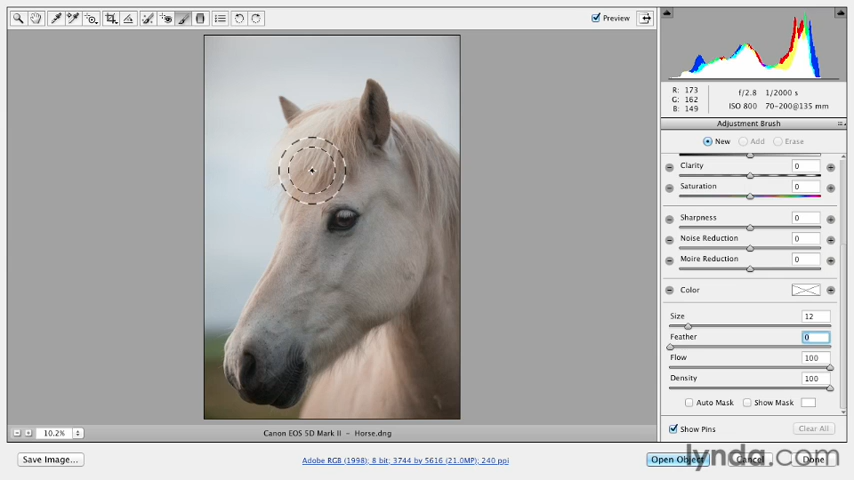 Preview
R: 173
G: 162
B: 149
f/2.8 1/2000 s
ISO 800 70-200@135 mm
Adjustment Brush
New Add Erase
Clarity 0
Saturation 0
Sharpness 0
Noise Reduction 0
Moire Reduction 0
Color
Size 12
Feather 0
Flow 100
Density 100
Auto Mask Show Mask
Show Pins Clear All
10.2% Canon EOS 5D Mark II - Horse.dng
Save Image... Adobe RGB (1998); 8 bit; 3744 by 5616 (21.0MP); 240 ppi Open Object Cancel Done
lynda.com